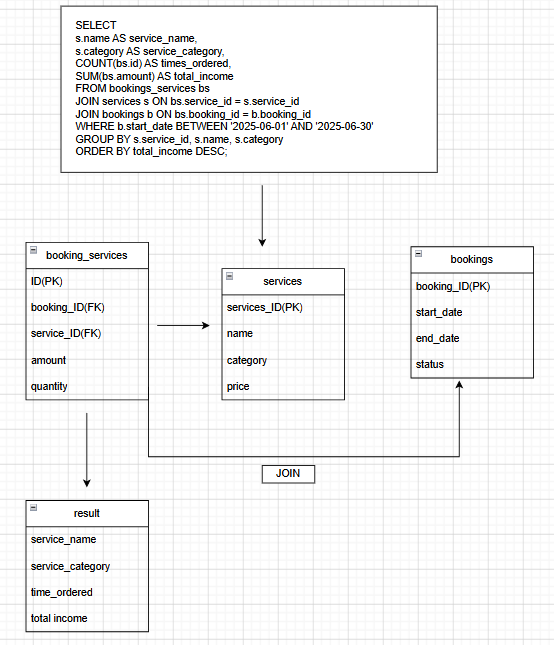 SELECT
s.name AS service_name,
s.category AS service_category,
COUNT(bs.id) AS times_ordered,
SUM(bs.amount) AS total_income
FROM bookings_services bs
JOIN services s ON bs.service_id = s.service_id
JOIN bookings b ON bs.booking_id = b.booking_id
WHERE b.start_date BETWEEN '2025-06-01' AND '2025-06-30'
GROUP BY s.service_id, s.name, s.category
ORDER BY total_income DESC;
booking_services
ID(PK)
booking_ID(FK)
service_ID(FK)
amount
quantity
services
services_ID(PK)
name
category
price
bookings
booking_ID(PK)
start_date
end_date
status
JOIN
result
service_name
service_category
time_ordered
total income